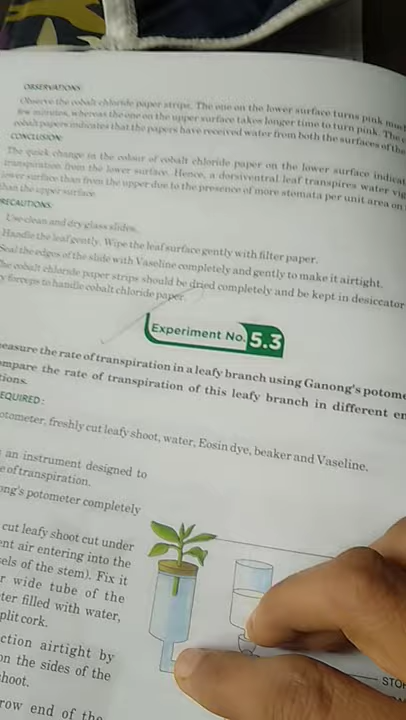 OBSERVATIONS:
Observe the cobalt chloride paper strips. The one on the lower surface turns pink
few minutes, whereas the one on the upper surface takes longer time to turn pink. The
cobalt papers indicates that the papers have received water from both the surfaces of the
CONCLUSION:
The quick change in the colour of cobalt chloride paper on the lower surface
transpiration from the lower surface. Hence, a dorsiventral leaf transpires water
lower surface than from the upper due to the presence of more stomata per unit area on
than the upper surface.
RECAUTIONS:
Use clean and dry glass slides.
Handle the leaf gently. Wipe the leaf surface gently with filter paper.
Seal the edges of the slide with Vaseline completely and gently to make it airtight.
The cobalt chloride paper strips should be dried completely and be kept in desiccator
forceps to handle cobalt chloride paper.
Experiment No. 5.3
measure the rate of transpiration in a leafy branch using Ganong's
compare the rate of transpiration of this leafy branch in different
tions.
EQUIRED:
otometer, freshly cut leafy shoot, water, Eosin dye, beaker and Vaseline.
an instrument designed to
e of transpiration.
ong's potometer completely
cut leafy shoot cut under
ent air entering into the
sels of the stem). Fix it
r wide tube of the
ter filled with water,
plit cork.
ction airtight by
on the sides of the
shoot.
row end of the
STO